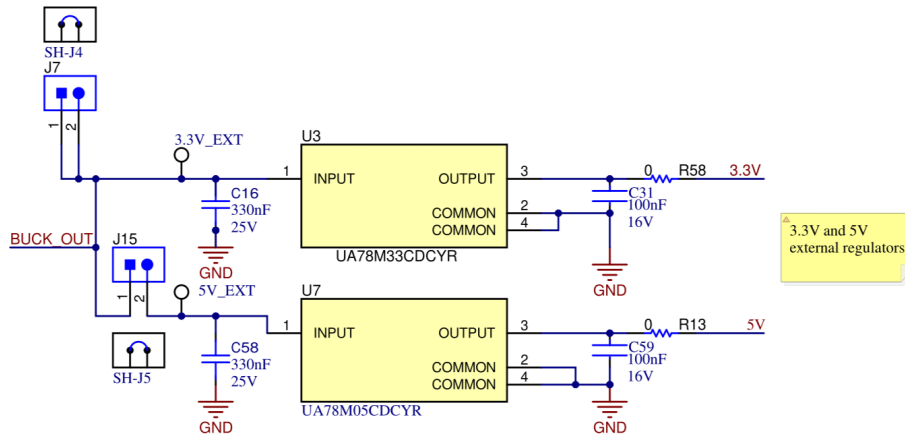 SH-J4
J7
1
2
3.3V_EXT
U3
1
INPUT
OUTPUT
3
0
R58
3.3V
C16
330nF
25V
C31
100nF
16V
COMMON
2
COMMON
4
GND
UA78M33CDCYR
GND
BUCK_OUT
3.3V and 5V
external regulators
J15
1
2
5V_EXT
U7
1
INPUT
OUTPUT
3
0
R13
5V
SH-J5
C58
330nF
25V
C59
100nF
16V
COMMON
2
COMMON
4
GND
UA78M05CDCYR
GND